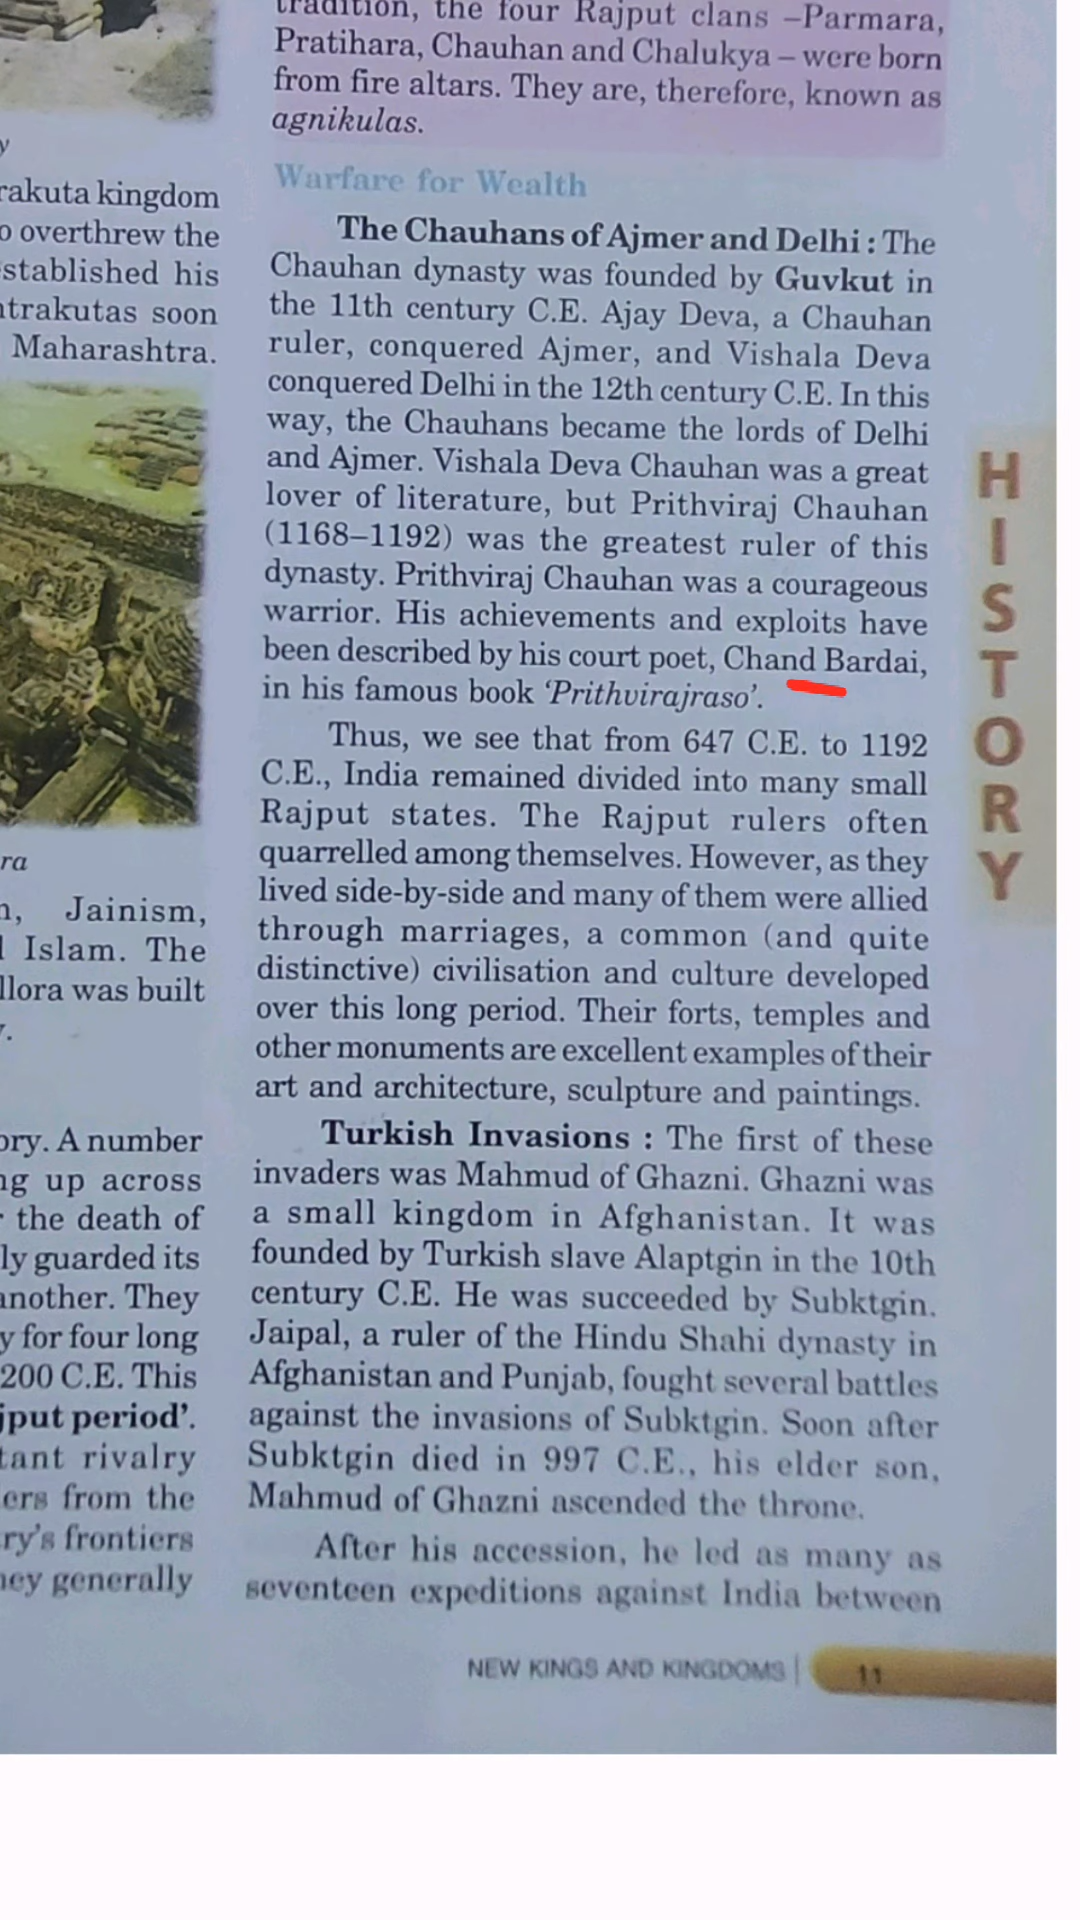 y
rakuta kingdom
o overthrew the
stablished his
trakutas soon
Maharashtra.
ra
Jainism,
Islam. The
llora was built
ory. A number
ng up across
the death of
ly guarded its
another. They
y for four long
200 C.E. This
jput period’.
tant rivalry
ers from the
ry’s frontiers
ney generally
tradition, the four Rajput clans –Parmara,
Pratihara, Chauhan and Chalukya – were born
from fire altars. They are, therefore, known as
agnikulas.
Warfare for Wealth
The Chauhans of Ajmer and Delhi : The
Chauhan dynasty was founded by Guvkut in
the 11th century C.E. Ajay Deva, a Chauhan
ruler, conquered Ajmer, and Vishala Deva
conquered Delhi in the 12th century C.E. In this
way, the Chauhans became the lords of Delhi
and Ajmer. Vishala Deva Chauhan was a great
lover of literature, but Prithviraj Chauhan
(1168–1192) was the greatest ruler of this
dynasty. Prithviraj Chauhan was a courageous
warrior. His achievements and exploits have
been described by his court poet, Chand Bardai,
in his famous book ‘Prithvirajraso’.
Thus, we see that from 647 C.E. to 1192
C.E., India remained divided into many small
Rajput states. The Rajput rulers often
quarrelled among themselves. However, as they
lived side-by-side and many of them were allied
through marriages, a common (and quite
distinctive) civilisation and culture developed
over this long period. Their forts, temples and
other monuments are excellent examples of their
art and architecture, sculpture and paintings.
Turkish Invasions : The first of these
invaders was Mahmud of Ghazni. Ghazni was
a small kingdom in Afghanistan. It was
founded by Turkish slave Alaptgin in the 10th
century C.E. He was succeeded by Subktgin.
Jaipal, a ruler of the Hindu Shahi dynasty in
Afghanistan and Punjab, fought several battles
against the invasions of Subktgin. Soon after
Subktgin died in 997 C.E., his elder son,
Mahmud of Ghazni ascended the throne.
After his accession, he led as many as
seventeen expeditions against India between
HISTORY
NEW KINGS AND KINGDOMS | 11